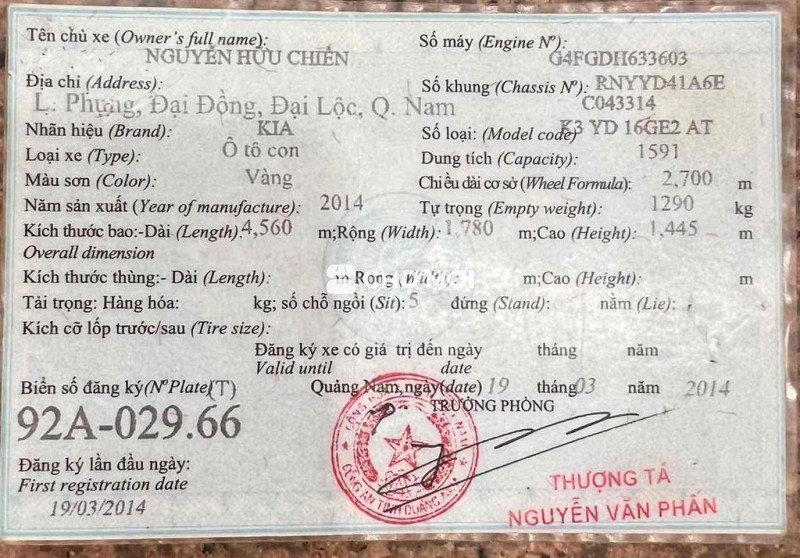 Tên chủ xe (Owner's full name): Số máy (Engine Nº):
NGUYỄN HỮU CHIẾN G4FGDH633603
Địa chỉ (Address): Số khung (Chassis Nº): RNYYD41A6E
L. Phụng, Đại Đồng, Đại Lộc, Q. Nam C043314
Nhãn hiệu (Brand): KIA Số loại: (Model code) K3 YD 16GE2 AT
Loại xe (Type): Ô tô con Dung tích (Capacity): 1591
Màu sơn (Color): Vàng Chiều dài cơ sở (Wheel Formula): 2,700 m
Năm sản xuất (Year of manufacture): 2014 Tự trọng (Empty weight): 1290 kg
Kích thước bao:-Dài (Length): 4,560 m;Rộng (Width): 1.780 m;Cao (Height): 1,445 m
Overall dimension
Kích thước thùng:- Dài (Length): m Rộng (Width): m;Cao (Height): m
Tải trọng: Hàng hóa: kg; số chỗ ngồi (Sit): 5 đứng (Stand): nằm (Lie):
Kích cỡ lốp trước/sau (Tire size):
Đăng ký xe có giá trị đến ngày tháng năm
Valid until date
Biển số đăng ký(NºPlate)(T) Quảng Nam,ngày(date) 19 tháng 03 năm 2014
92A-029.66 TRƯỞNG PHÒNG
Đăng ký lần đầu ngày:
First registration date
19/03/2014
CÔNG AN TỈNH QUẢNG NAM
THƯỢNG TÁ
NGUYỄN VĂN PHẤN